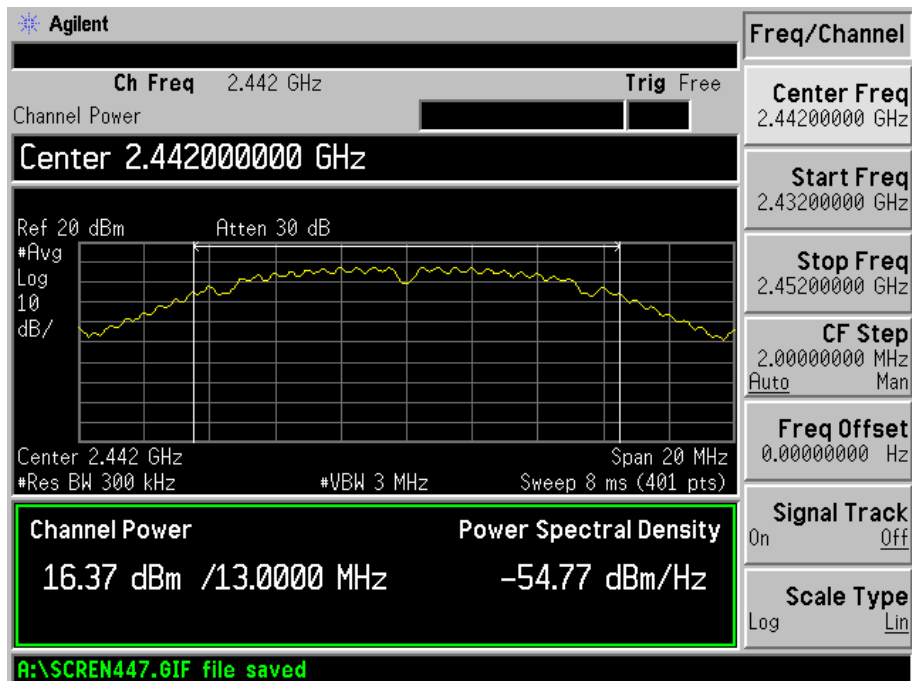 Agilent
Freq/Channel
Ch Freq 2.442 GHz
Trig Free
Channel Power
Center 2.442000000 GHz
Ref 20 dBm
Atten 30 dB
#Avg
Log
10
dB/
Center 2.442 GHz
Span 20 MHz
#Res BW 300 kHz
#VBW 3 MHz
Sweep 8 ms (401 pts)
Channel Power
Power Spectral Density
16.37 dBm /13.0000 MHz
-54.77 dBm/Hz
A:\SCREN447.GIF file saved
Center Freq
2.44200000 GHz
Start Freq
2.43200000 GHz
Stop Freq
2.45200000 GHz
CF Step
2.00000000 MHz
Auto Man
Freq Offset
0.00000000 Hz
Signal Track
On Off
Scale Type
Log Lin